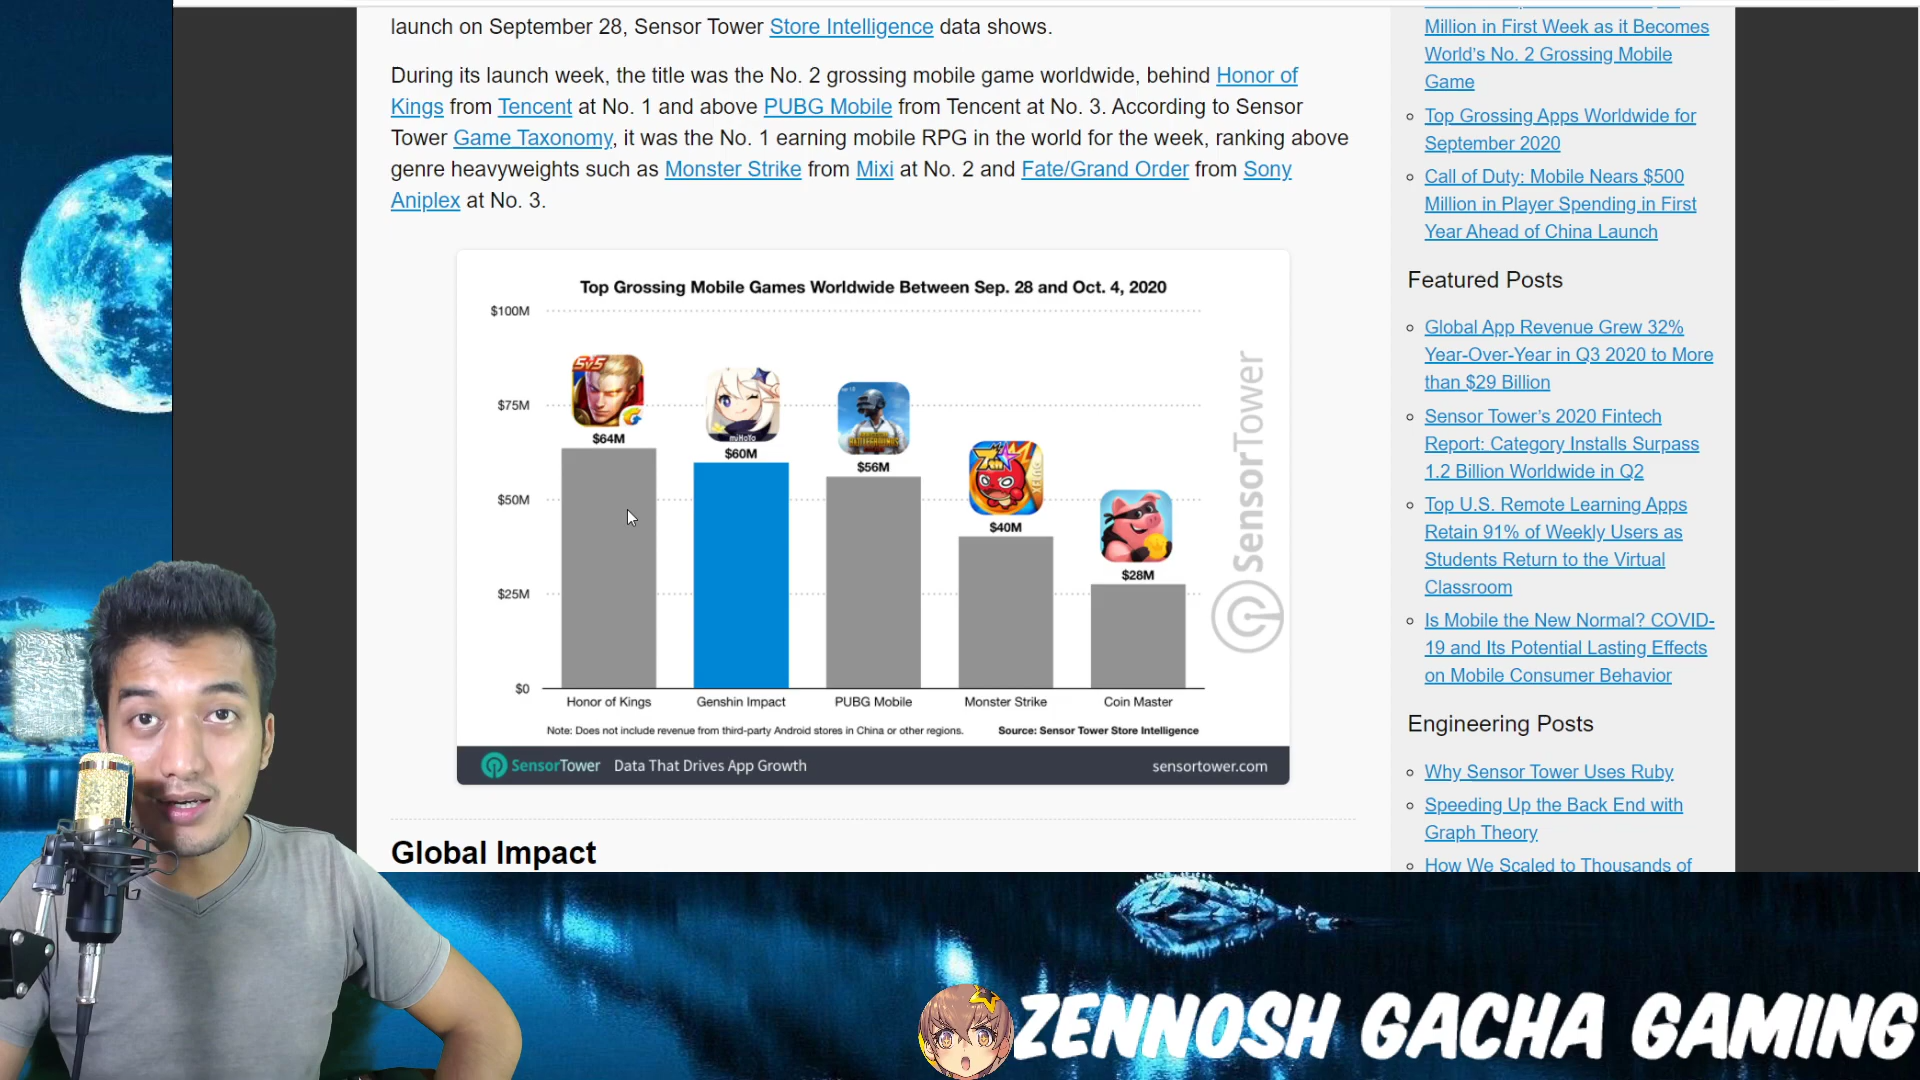 launch on September 28, Sensor Tower Store Intelligence data shows.
During its launch week, the title was the No. 2 grossing mobile game worldwide, behind Honor of
Kings from Tencent at No. 1 and above PUBG Mobile from Tencent at No. 3. According to Sensor
Tower Game Taxonomy, it was the No. 1 earning mobile RPG in the world for the week, ranking above
genre heavyweights such as Monster Strike from Mixi at No. 2 and Fate/Grand Order from Sony
Aniplex at No. 3.
Top Grossing Mobile Games Worldwide Between Sep. 28 and Oct. 4, 2020
$100M
$75M
$50M
$25M
$0
5v5
$64M
miHoYo
$60M
BATTLEGROUNDS
$56M
$40M
$28M
Honor of Kings
Genshin Impact
PUBG Mobile
Monster Strike
Coin Master
SensorTower
Note: Does not include revenue from third-party Android stores in China or other regions.
Source: Sensor Tower Store Intelligence
SensorTower Data That Drives App Growth
sensortower.com
Global Impact
Million in First Week as it Becomes
World's No. 2 Grossing Mobile
Game
Top Grossing Apps Worldwide for
September 2020
Call of Duty: Mobile Nears $500
Million in Player Spending in First
Year Ahead of China Launch
Featured Posts
Global App Revenue Grew 32%
Year-Over-Year in Q3 2020 to More
than $29 Billion
Sensor Tower's 2020 Fintech
Report: Category Installs Surpass
1.2 Billion Worldwide in Q2
Top U.S. Remote Learning Apps
Retain 91% of Weekly Users as
Students Return to the Virtual
Classroom
Is Mobile the New Normal? COVID-
19 and Its Potential Lasting Effects
on Mobile Consumer Behavior
Engineering Posts
Why Sensor Tower Uses Ruby
Speeding Up the Back End with
Graph Theory
How We Scaled to Thousands of
ZENNOSH GACHA GAMING